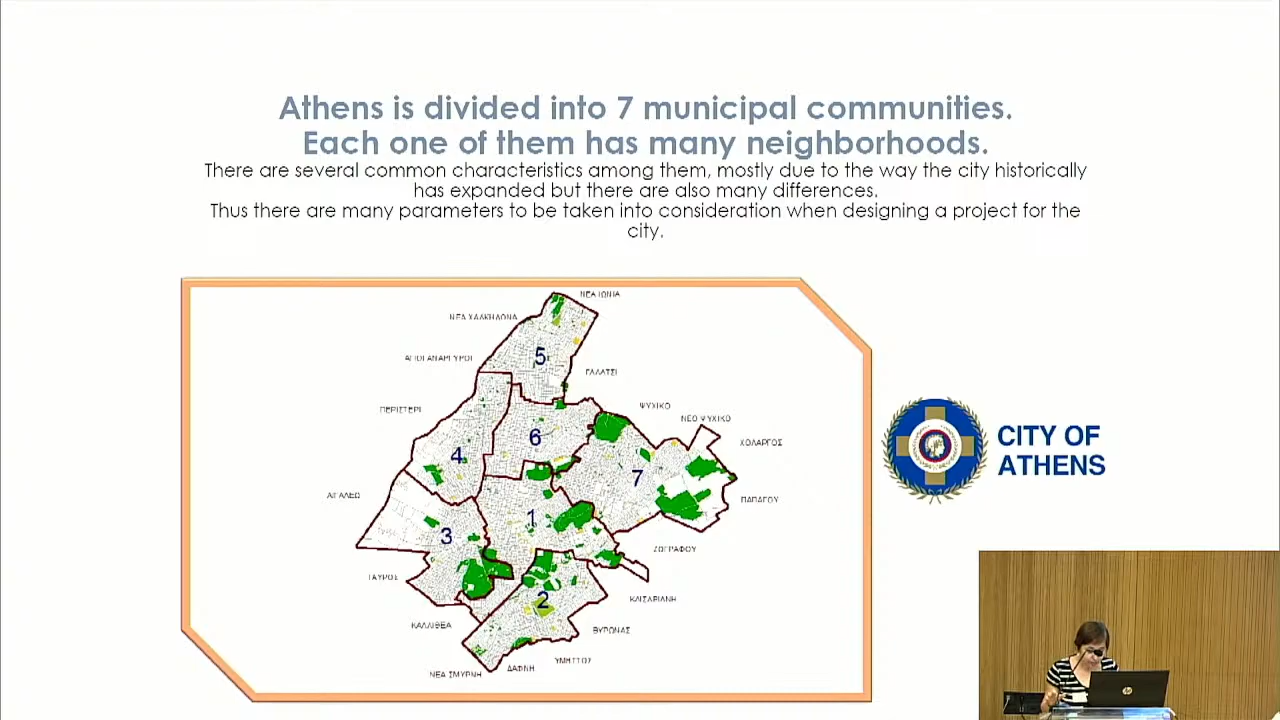 Athens is divided into 7 municipal communities.
Each one of them has many neighborhoods.
There are several common characteristics among them, mostly due to the way the city historically
has expanded but there are also many differences.
Thus there are many parameters to be taken into consideration when designing a project for the
city.
ΝΕΑ ΙΩΝΙΑ
ΝΕΑ ΧΑΛΚΗΔΟΝΑ
5
ΑΓΙΟΙ ΑΝΑΡΓΥΡΟΙ
ΓΑΛΑΤΣΙ
ΠΕΡΙΣΤΕΡΙ
ΨΥΧΙΚΟ
ΝΕΟ ΨΥΧΙΚΟ
6
ΧΟΛΑΡΓΟΣ
4
7
ΑΙΓΑΛΕΩ
ΠΑΠΑΓΟΥ
1
3
ΖΩΓΡΑΦΟΥ
ΤΑΥΡΟΣ
2
ΚΑΙΣΑΡΙΑΝΗ
ΚΑΛΛΙΘΕΑ
ΒΥΡΩΝΑΣ
ΥΜΗΤΤΟΣ
ΔΑΦΝΗ
ΝΕΑ ΣΜΥΡΝΗ
CITY OF
ATHENS
hp